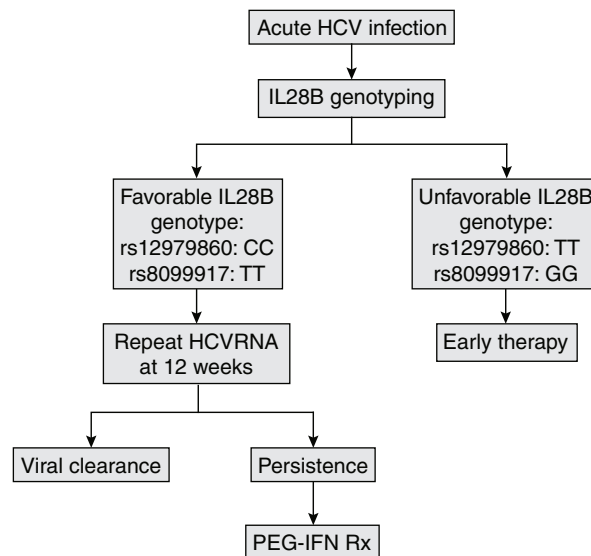 Acute HCV infection
IL28B genotyping
Favorable IL28B
genotype:
rs12979860: CC
rs8099917: TT
Unfavorable IL28B
genotype:
rs12979860: TT
rs8099917: GG
Repeat HCVRNA
at 12 weeks
Early therapy
Viral clearance
Persistence
PEG-IFN Rx